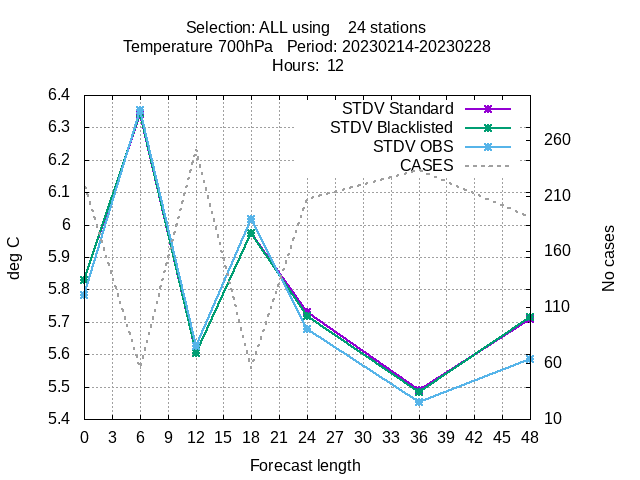 Selection: ALL using 24 stations
Temperature 700hPa Period: 20230214-20230228
Hours: 12
STDV Standard
STDV Blacklisted
STDV OBS
CASES
deg C
6.4
6.3
6.2
6.1
6
5.9
5.8
5.7
5.6
5.5
5.4
260
210
160
110
60
10
No cases
0 3 6 9 12 15 18 21 24 27 30 33 36 39 42 45 48
Forecast length